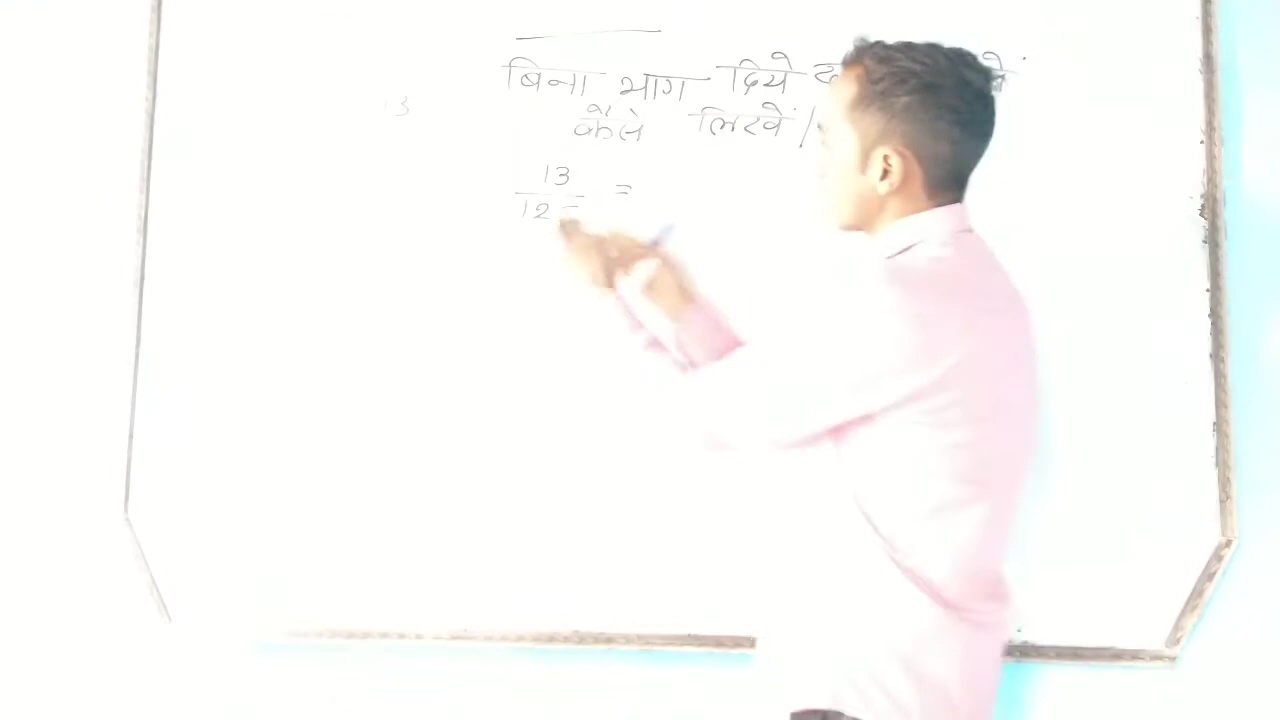 बिना भाग दिये
कैसे लिखें।
13 =
12